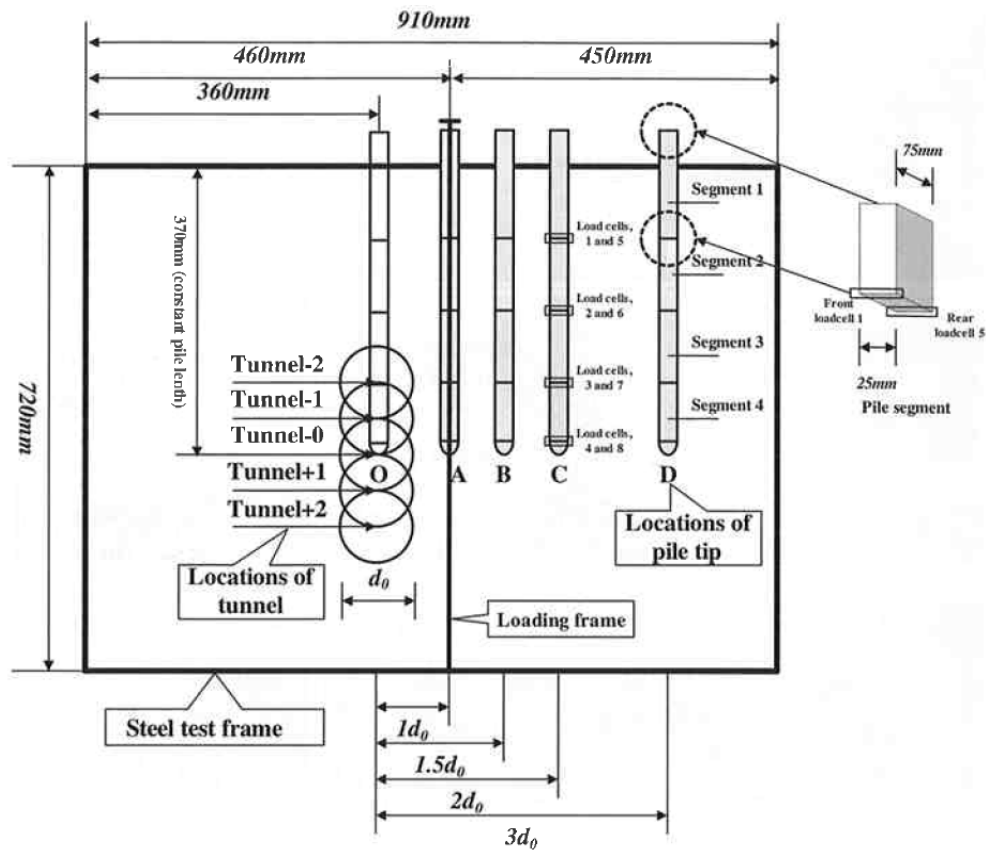 910mm
460mm
450mm
360mm
75mm
370mm (constant pile lenth)
720mm
Segment 1
Load cells,
1 and 5
Segment 2
Front
loadcell 1
Rear
loadcell 5
Load cells,
2 and 6
25mm
Pile segment
Segment 3
Tunnel-2
Load cells,
3 and 7
Tunnel-1
Segment 4
Tunnel-0
Load cells,
4 and 8
Tunnel+1
O
A
B
C
D
Tunnel+2
Locations of
pile tip
Locations of
tunnel
d0
Loading frame
Steel test frame
1d0
1.5d0
2d0
3d0